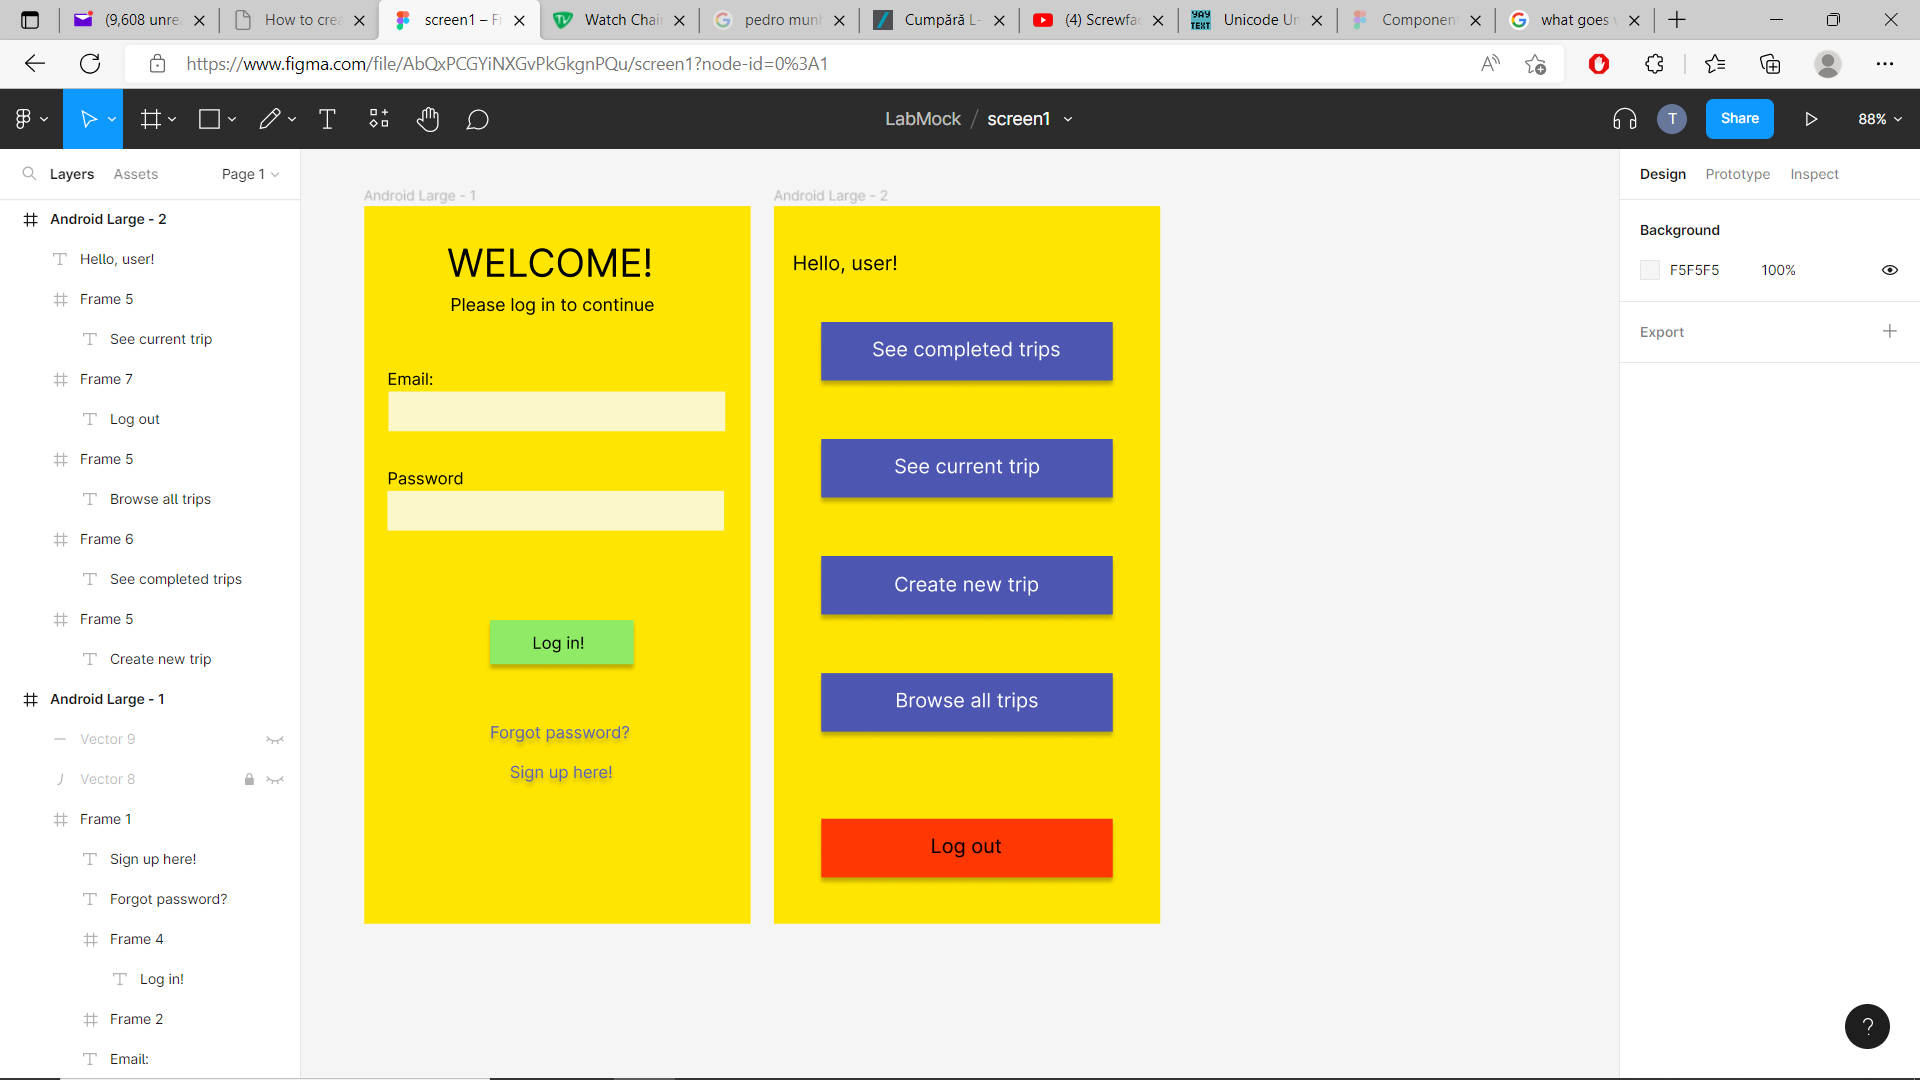 (9,608 unre
How to crea
screen1 – Fi
Watch Chai
pedro mun
Cumpără L-
(4) Screwfac
YAY TEXT
Unicode Un
Component
what goes
https://www.figma.com/file/AbQxPCGYiNXGvPkGkgnPQu/screen1?node-id=0%3A1
LabMock / screen1
T
Share
88%
Layers
Assets
Page 1
Android Large - 2
Hello, user!
Frame 5
See current trip
Frame 7
Log out
Frame 5
Browse all trips
Frame 6
See completed trips
Frame 5
Create new trip
Android Large - 1
Vector 9
Vector 8
Frame 1
Sign up here!
Forgot password?
Frame 4
Log in!
Frame 2
Email:
Android Large - 1
WELCOME!
Please log in to continue
Email:
Password
Log in!
Forgot password?
Sign up here!
Android Large - 2
Hello, user!
See completed trips
See current trip
Create new trip
Browse all trips
Log out
Design
Prototype
Inspect
Background
F5F5F5
100%
Export
?